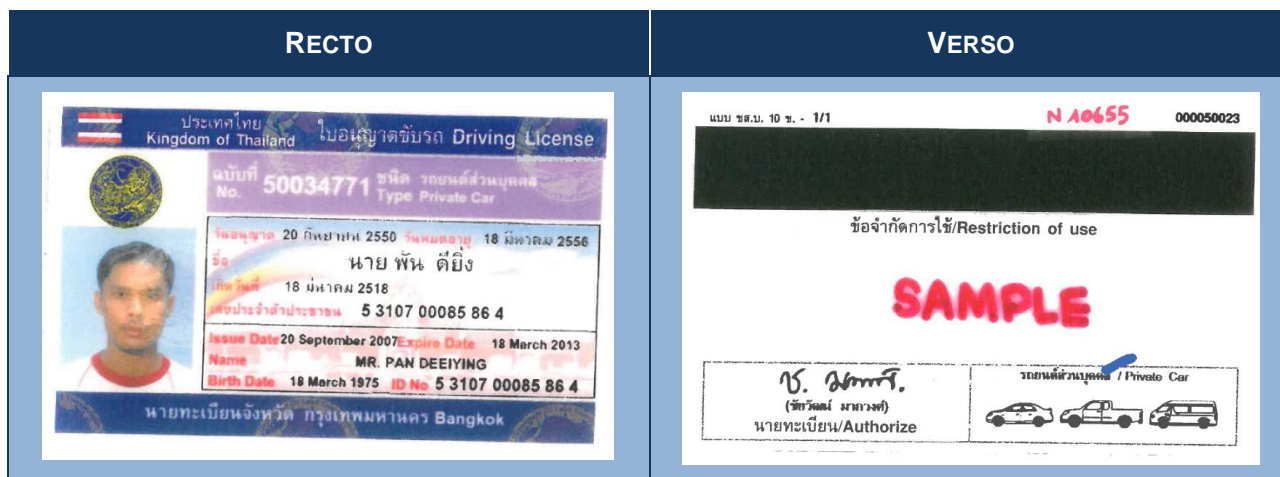 RECTO
VERSO
ประเทศไทย
Kingdom of Thailand
ใบอนุญาตขับรถ Driving License
ฉบับที่
No. 50034771
ชนิด รถยนต์ส่วนบุคคล
Type Private Car
วันอนุญาต 20 กันยายน 2550 วันหมดอายุ 18 มีนาคม 2556
ชื่อ นาย พัน ดียิ่ง
เกิดวันที่ 18 มีนาคม 2518
เลขประจำตัวประชาชน 5 3107 00085 86 4
Issue Date 20 September 2007 Expire Date 18 March 2013
Name MR. PAN DEEIYING
Birth Date 18 March 1975 ID No 5 3107 00085 86 4
นายทะเบียนจังหวัด กรุงเทพมหานคร Bangkok
แบบ ขส.บ. 10 ข. - 1/1 N 10655 000050023
ข้อจำกัดการใช้/Restriction of use
SAMPLE
(ชัยวัฒน์ มากวงศ์)
นายทะเบียน/Authorize
รถยนต์ส่วนบุคคล / Private Car